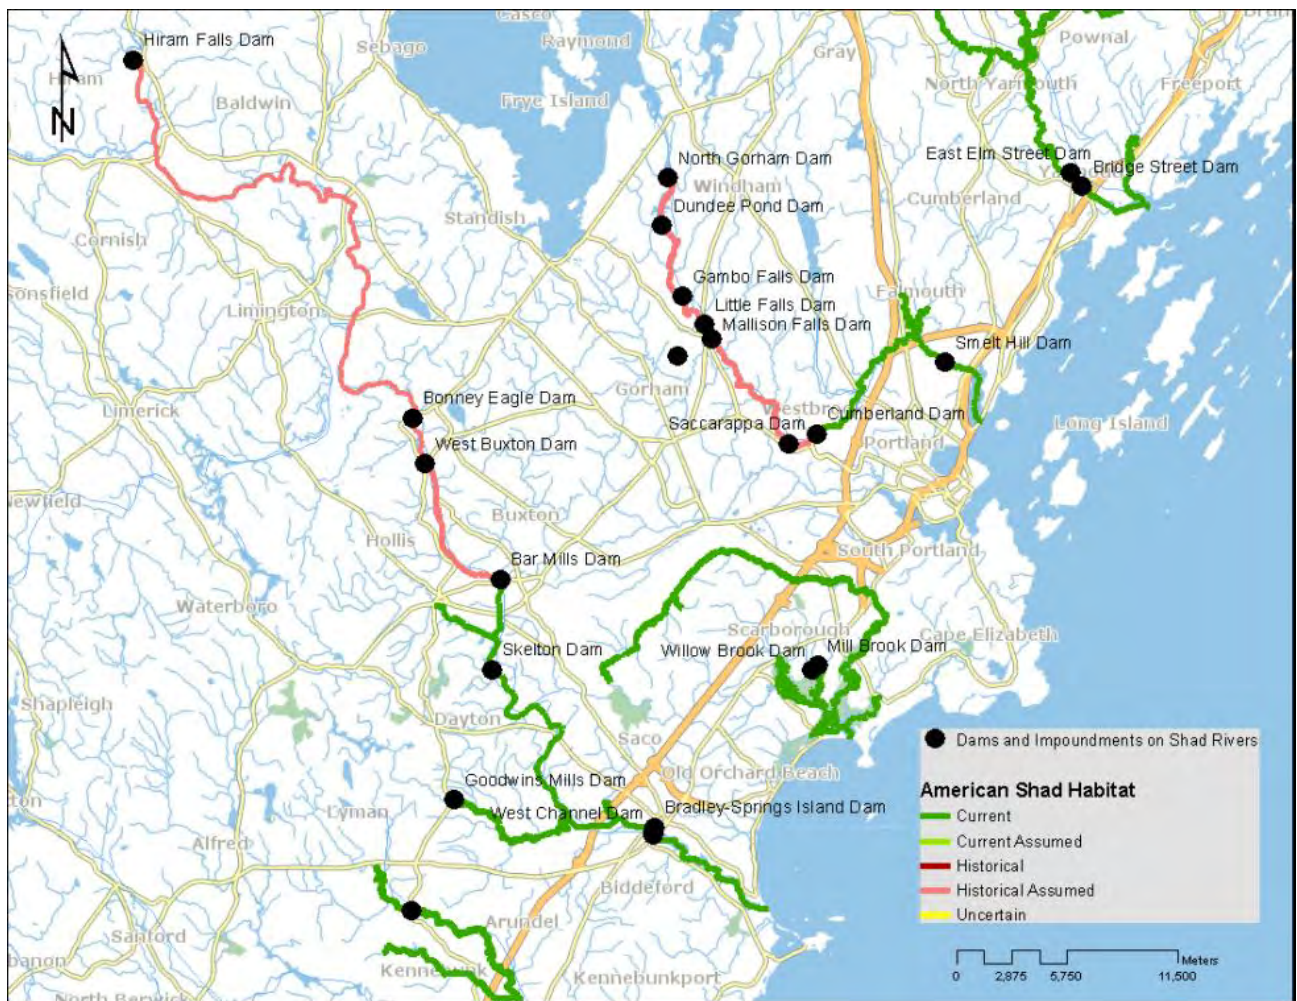 Casco
Hiram Falls Dam
Sebago
Raymond
Gray
Pownal
Hiram
Baldwin
Frye Island
North Yarmouth
Freeport
North Gorham Dam
East Elm Street Dam
Bridge Street Dam
Windham
Dundee Pond Dam
Cumberland
Standish
Cornish
Gambo Falls Dam
Falmouth
Little Falls Dam
Limington
Mallison Falls Dam
Smelt Hill Dam
Gorham
Bonney Eagle Dam
Limerick
Westbr
Saccarappa Dam
Cumberland Dam
Long Island
West Buxton Dam
Portland
ewfield
Buxton
Hollis
South Portland
Bar Mills Dam
Waterboro
Scarborough
Cape Elizabeth
Skelton Dam
Willow Brook Dam
Mill Brook Dam
Shapleigh
Dayton
Saco
Dams and Impoundments on Shad Rivers
Old Orchard Beach
Goodwins Mills Dam
American Shad Habitat
Lyman
West Channel Dam
Bradley-Springs Island Dam
Current
Alfred
Current Assumed
Historical
Biddeford
Historical Assumed
Arundel
Uncertain
Sanford
Kennebunk
Kennebunkport
Meters
0 2,875 5,750 11,500
North Berwick
N